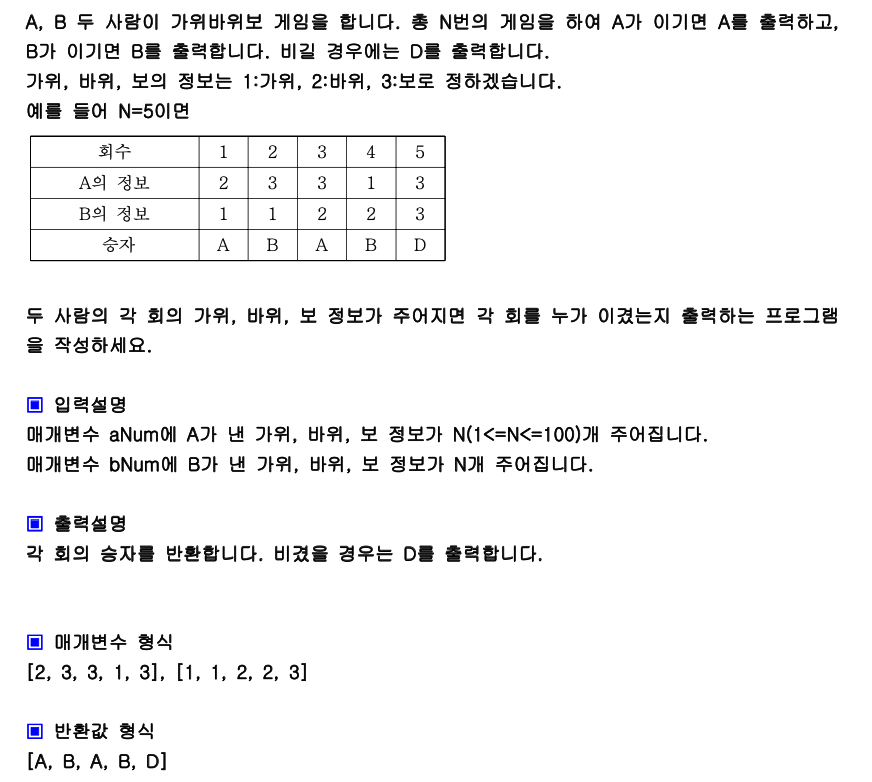 A, B 두 사람이 가위바위보 게임을 합니다. 총 N번의 게임을 하여 A가 이기면 A를 출력하고,
B가 이기면 B를 출력합니다. 비길 경우에는 D를 출력합니다.
가위, 바위, 보의 정보는 1:가위, 2:바위, 3:보로 정하겠습니다.
예를 들어 N=5이면
회수 1 2 3 4 5
A의 정보 2 3 3 1 3
B의 정보 1 1 2 2 3
승자 A B A B D
두 사람의 각 회의 가위, 바위, 보 정보가 주어지면 각 회를 누가 이겼는지 출력하는 프로그램
을 작성하세요.
▣ 입력설명
매개변수 aNum에 A가 낸 가위, 바위, 보 정보가 N(1<=N<=100)개 주어집니다.
매개변수 bNum에 B가 낸 가위, 바위, 보 정보가 N개 주어집니다.
▣ 출력설명
각 회의 승자를 반환합니다. 비겼을 경우는 D를 출력합니다.
▣ 매개변수 형식
[2, 3, 3, 1, 3], [1, 1, 2, 2, 3]
▣ 반환값 형식
[A, B, A, B, D]